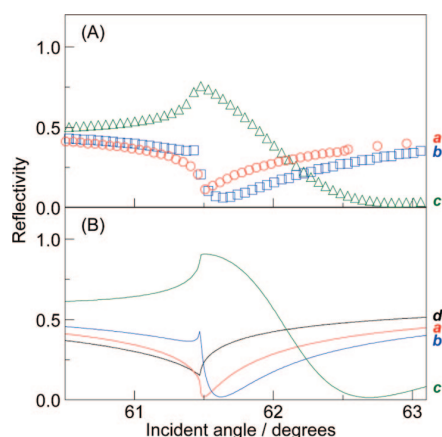 (A)
1.0
0.5
0.0
a
b
c
Reflectivity
(B)
1.0
0.5
0.0
d
a
b
c
61 62 63
Incident angle / degrees